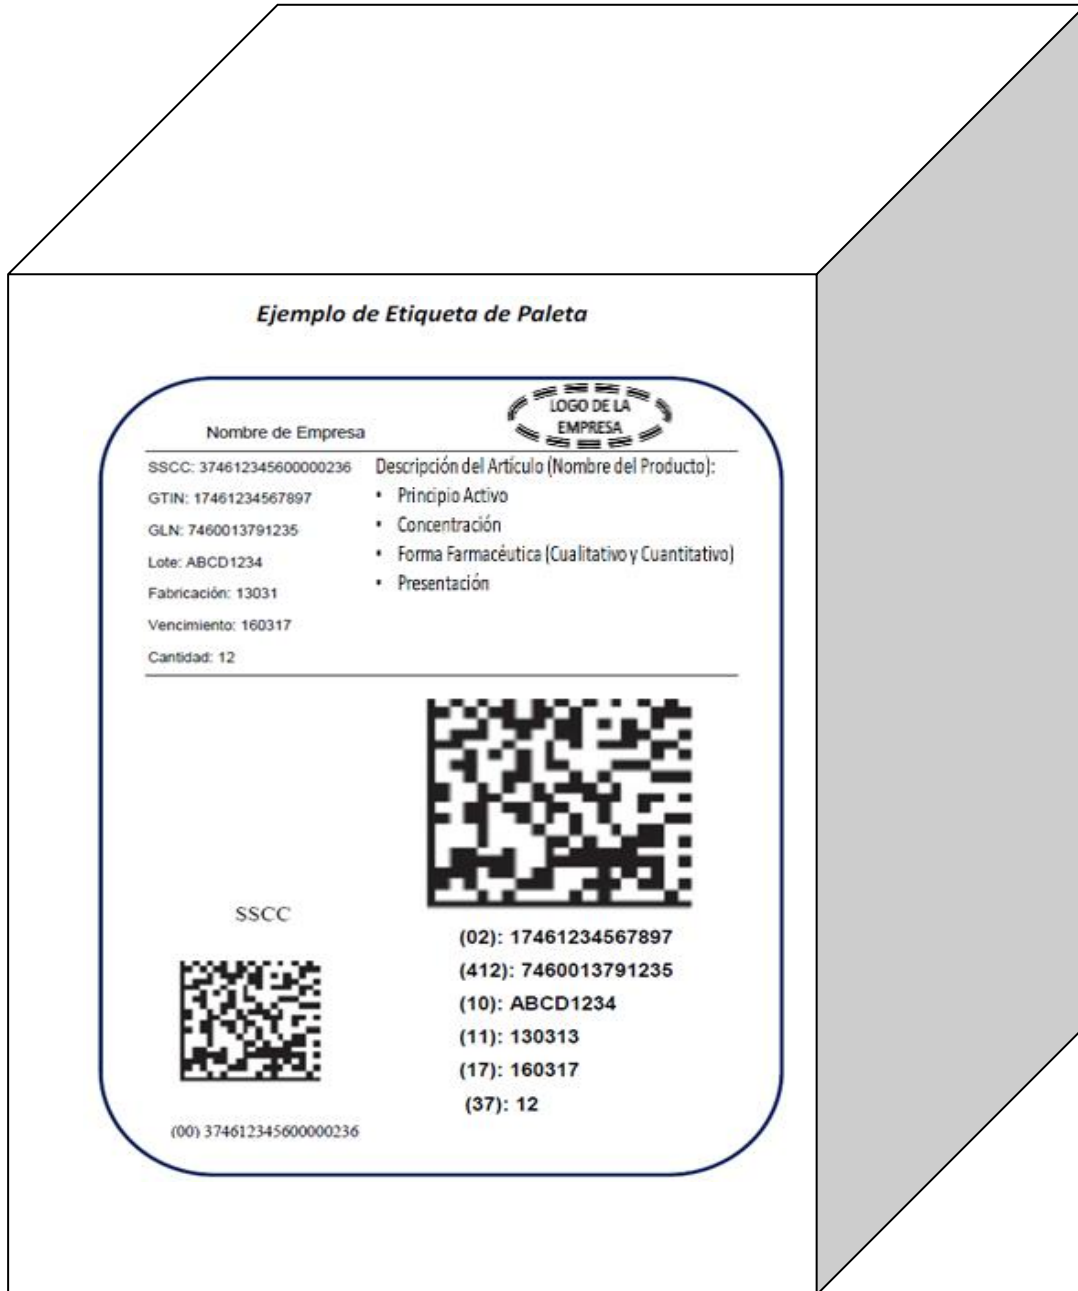 Ejemplo de Etiqueta de Paleta
LOGO DE LA
EMPRESA
Nombre de Empresa
SSCC: 374612345600000236
GTIN: 17461234567897
GLN: 7460013791235
Lote: ABCD1234
Fabricación: 13031
Vencimiento: 160317
Cantidad: 12
Descripción del Artículo (Nombre del Producto):
▪ Principio Activo
▪ Concentración
▪ Forma Farmacéutica (Cualitativo y Cuantitativo)
▪ Presentación
SSCC
(00) 374612345600000236
(02): 17461234567897
(412): 7460013791235
(10): ABCD1234
(11): 130313
(17): 160317
(37): 12